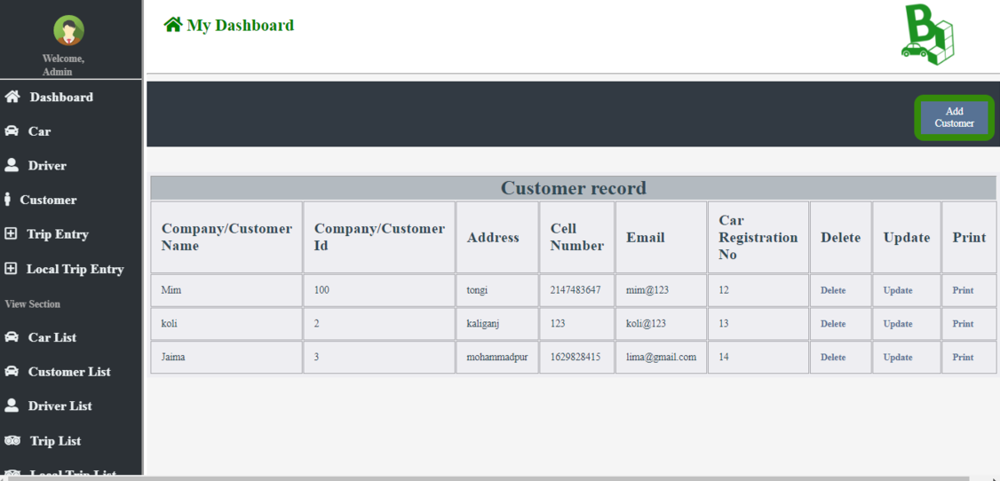 Welcome,
Admin
Dashboard
Car
Driver
Customer
Trip Entry
Local Trip Entry
View Section
Car List
Customer List
Driver List
Trip List
Local Trip List
My Dashboard
B
Add
Customer
Customer record
Company/Customer Name Company/Customer Id Address Cell Number Email Car Registration No Delete Update Print
Mim 100 tongi 2147483647 mim@123 12 Delete Update Print
koli 2 kaliganj 123 koli@123 13 Delete Update Print
Jaima 3 mohammadpur 1629828415 lima@gmail.com 14 Delete Update Print